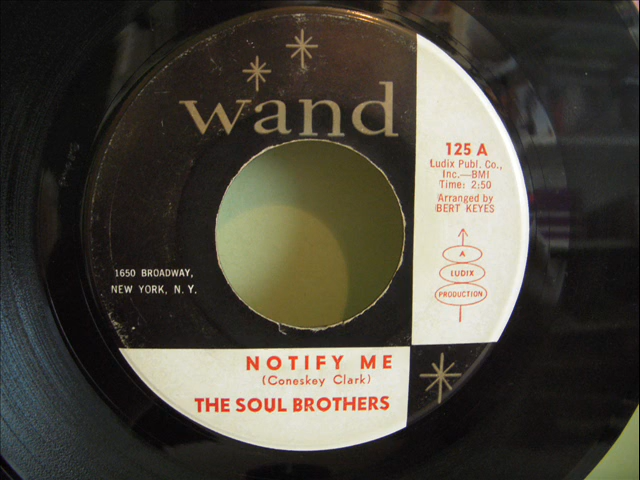 wand
125 A
Ludix Publ. Co.,
Inc.—BMI
Time: 2:50
Arranged by
BERT KEYES
A
LUDIX
PRODUCTION
1650 BROADWAY,
NEW YORK, N. Y.
NOTIFY ME
(Coneskey Clark)
THE SOUL BROTHERS